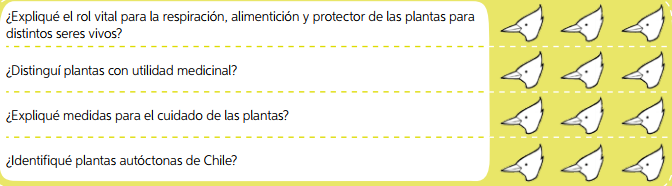 ¿Expliqué el rol vital para la respiración, alimentición y protector de las plantas para
distintos seres vivos?
¿Distinguí plantas con utilidad medicinal?
¿Expliqué medidas para el cuidado de las plantas?
¿Identifiqué plantas autóctonas de Chile?